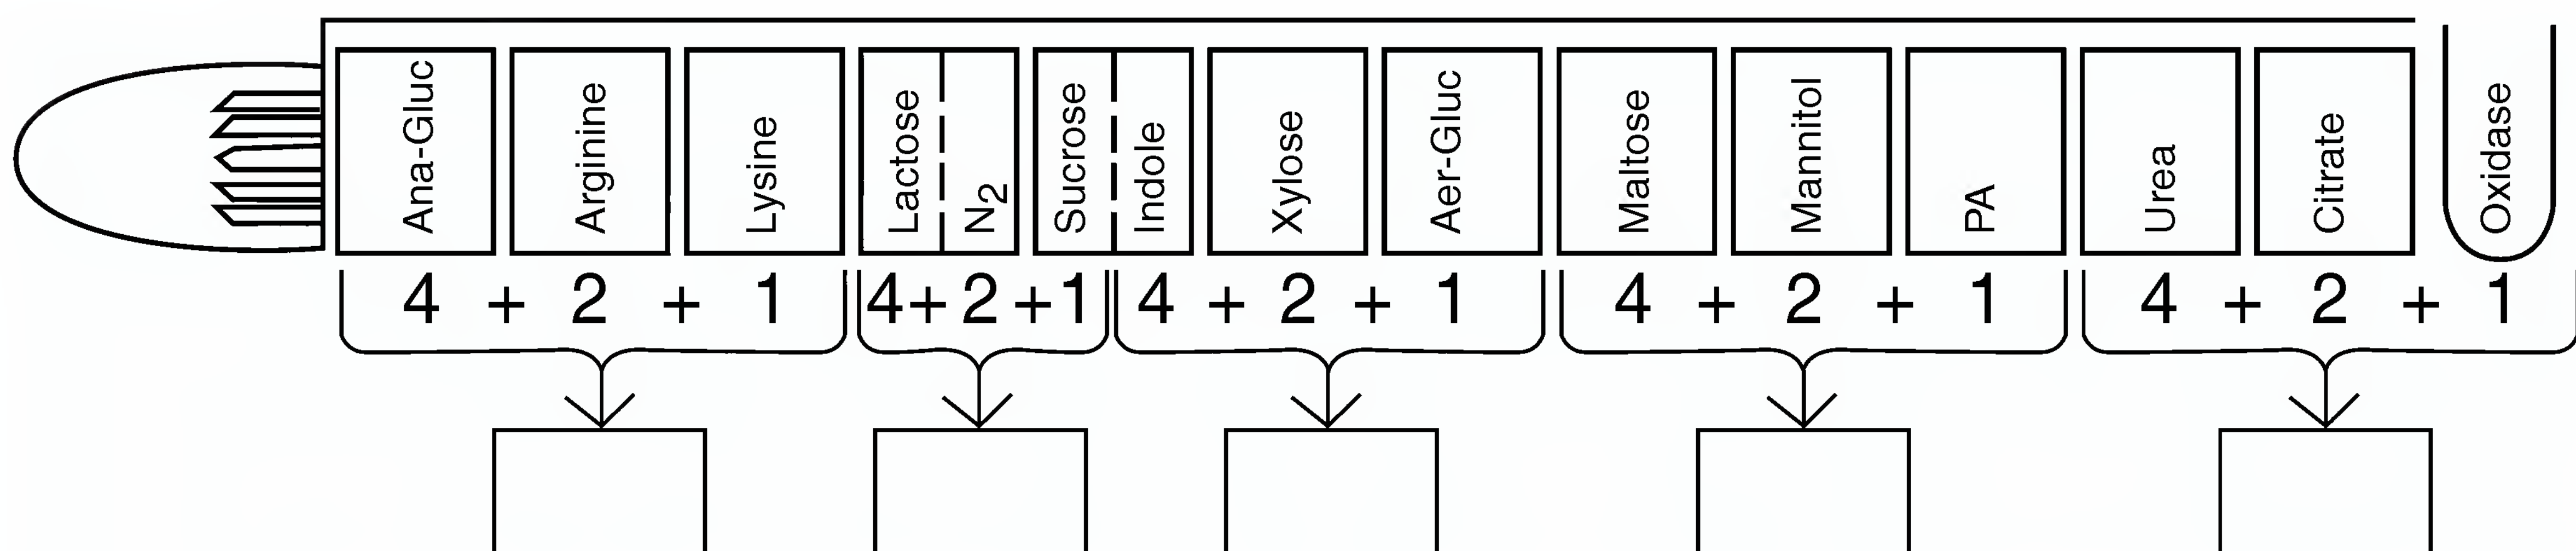 Ana-Gluc Arginine Lysine Lactose N₂ Sucrose Indole Xylose Aer-Gluc Maltose Mannitol PA Urea Citrate Oxidase
4 + 2 + 1 4+ 2 +1 4 + 2 + 1 4 + 2 + 1 4 + 2 + 1